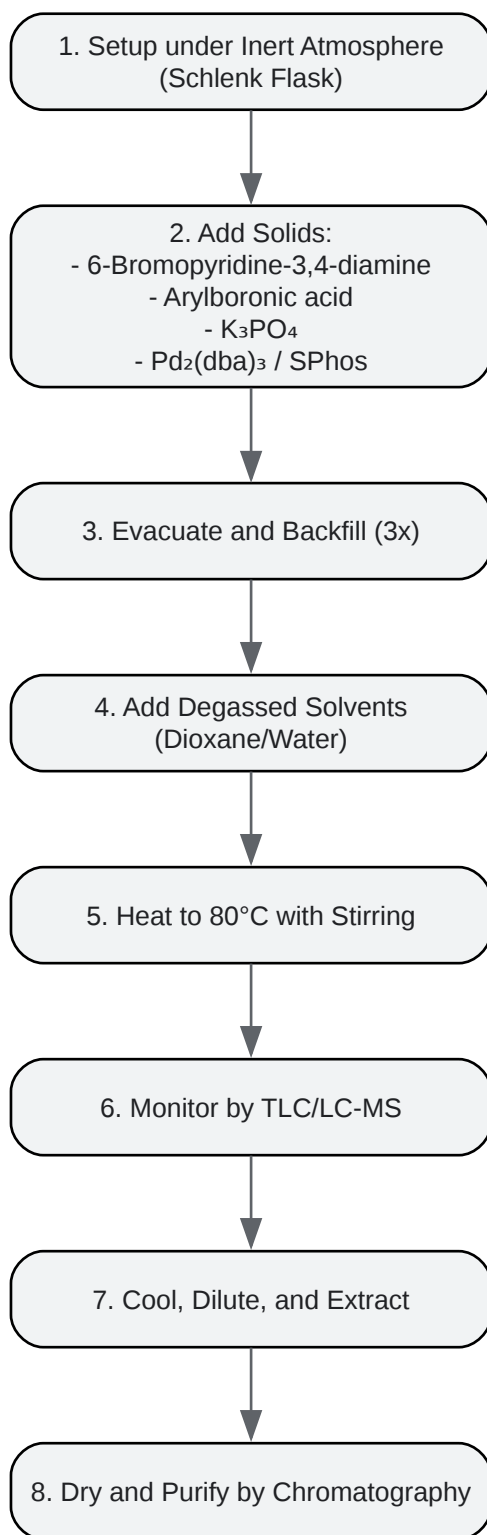 1. Setup under Inert Atmosphere
(Schlenk Flask)
2. Add Solids:
- 6-Bromopyridine-3,4-diamine
- Arylboronic acid
- K₃PO₄
- Pd₂(dba)₃ / SPhos
3. Evacuate and Backfill (3x)
4. Add Degassed Solvents
(Dioxane/Water)
5. Heat to 80°C with Stirring
6. Monitor by TLC/LC-MS
7. Cool, Dilute, and Extract
8. Dry and Purify by Chromatography